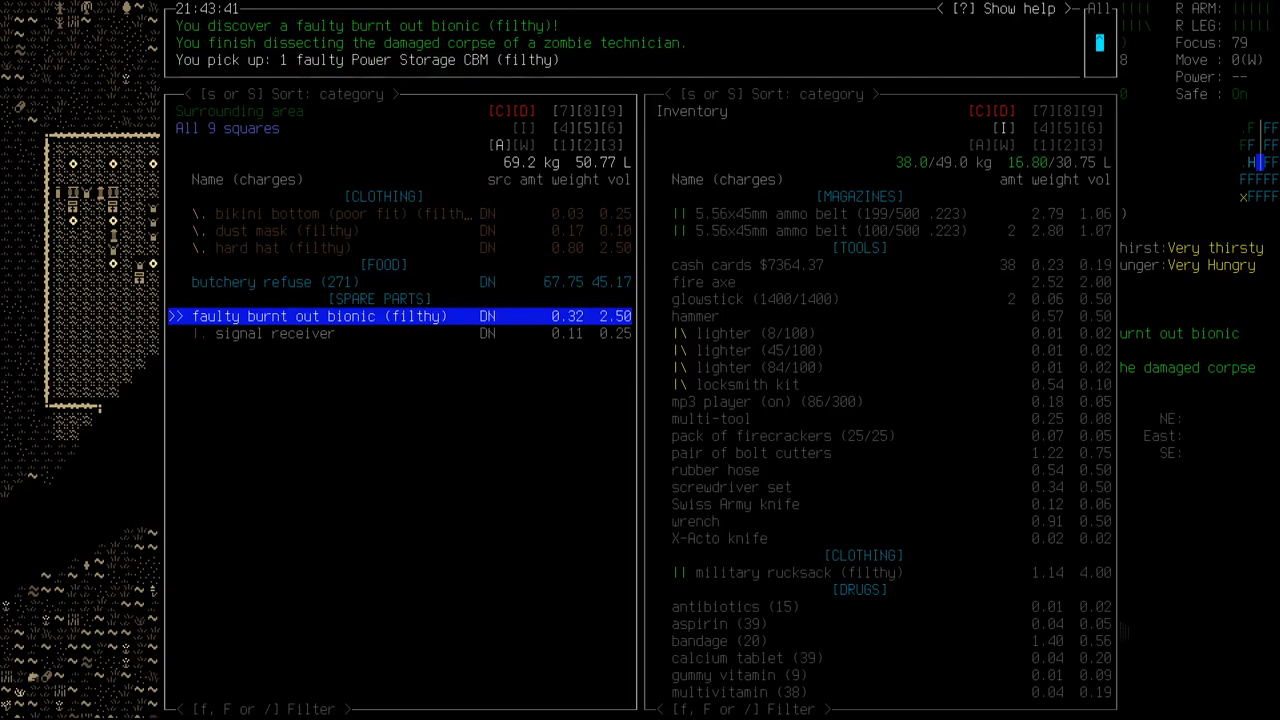 21:43:41 < [?] Show help > All
You discover a faulty burnt out bionic (filthy)!
You finish dissecting the damaged corpse of a zombie technician.
You pick up: 1 faulty Power Storage CBM (filthy)
R ARM:
R LEG:
Focus: 79
8 Move : 0(W)
Power: --
0 Safe : On
< [s or S] Sort: category >
Surrounding area [C][D] [7][8][9]
All 9 squares [I] [4][5][6]
[A][W] [1][2][3]
69.2 kg 50.77 L
Name (charges) src amt weight vol
[CLOTHING]
\. bikini bottom (poor fit) (filth… DN 0.03 0.25
\. dust mask (filthy) DN 0.17 0.10
\. hard hat (filthy) DN 0.80 2.50
[FOOD]
butchery refuse (271) DN 67.75 45.17
[SPARE PARTS]
>> faulty burnt out bionic (filthy) DN 0.32 2.50
|. signal receiver DN 0.11 0.25
< [f, F or /] Filter >
< [s or S] Sort: category >
Inventory [C][D] [7][8][9]
[I] [4][5][6]
[A][W] [1][2][3]
38.0/49.0 kg 16.80/30.75 L
Name (charges) amt weight vol
[MAGAZINES]
|| 5.56x45mm ammo belt (199/500 .223) 2.79 1.06
|| 5.56x45mm ammo belt (100/500 .223) 2 2.80 1.07
[TOOLS]
cash cards $7364.37 38 0.23 0.19
fire axe 2.52 2.00
glowstick (1400/1400) 2 0.06 0.50
hammer 0.57 0.50
|\ lighter (8/100) 0.01 0.02
|\ lighter (45/100) 0.01 0.02
|\ lighter (84/100) 0.01 0.02
|\ locksmith kit 0.54 0.10
mp3 player (on) (86/300) 0.18 0.05
multi-tool 0.25 0.08
pack of firecrackers (25/25) 0.07 0.05
pair of bolt cutters 1.22 0.75
rubber hose 0.54 0.50
screwdriver set 0.34 0.50
Swiss Army knife 0.12 0.06
wrench 0.91 0.50
X-Acto knife 0.02 0.02
[CLOTHING]
|| military rucksack (filthy) 1.14 4.00
[DRUGS]
antibiotics (15) 0.01 0.02
aspirin (39) 0.04 0.05
bandage (20) 1.40 0.56
calcium tablet (39) 0.04 0.20
gummy vitamin (9) 0.01 0.09
multivitamin (38) 0.04 0.19
< [f, F or /] Filter >
.F|FF
FF FF
.H FF
FFFFF
xFFFF
)
hirst:Very thirsty
unger:Very Hungry
urnt out bionic
he damaged corpse
NE:
East:
SE: